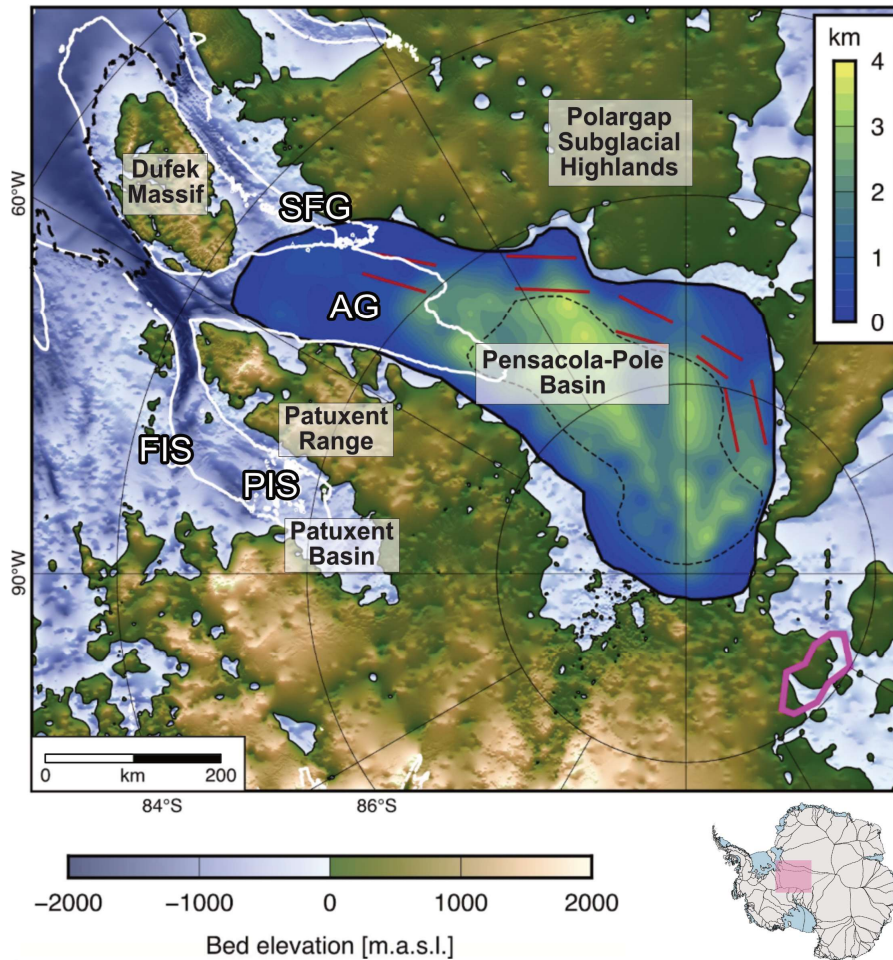 km
4
3
2
1
0
Polargap
Subglacial
Highlands
Dufek
Massif
60°W
SFG
AG
Pensacola-Pole
Basin
Patuxent
Range
FIS
PIS
Patuxent
Basin
90°W
0 km 200
84°S 86°S
−2000 −1000 0 1000 2000
Bed elevation [m.a.s.l.]